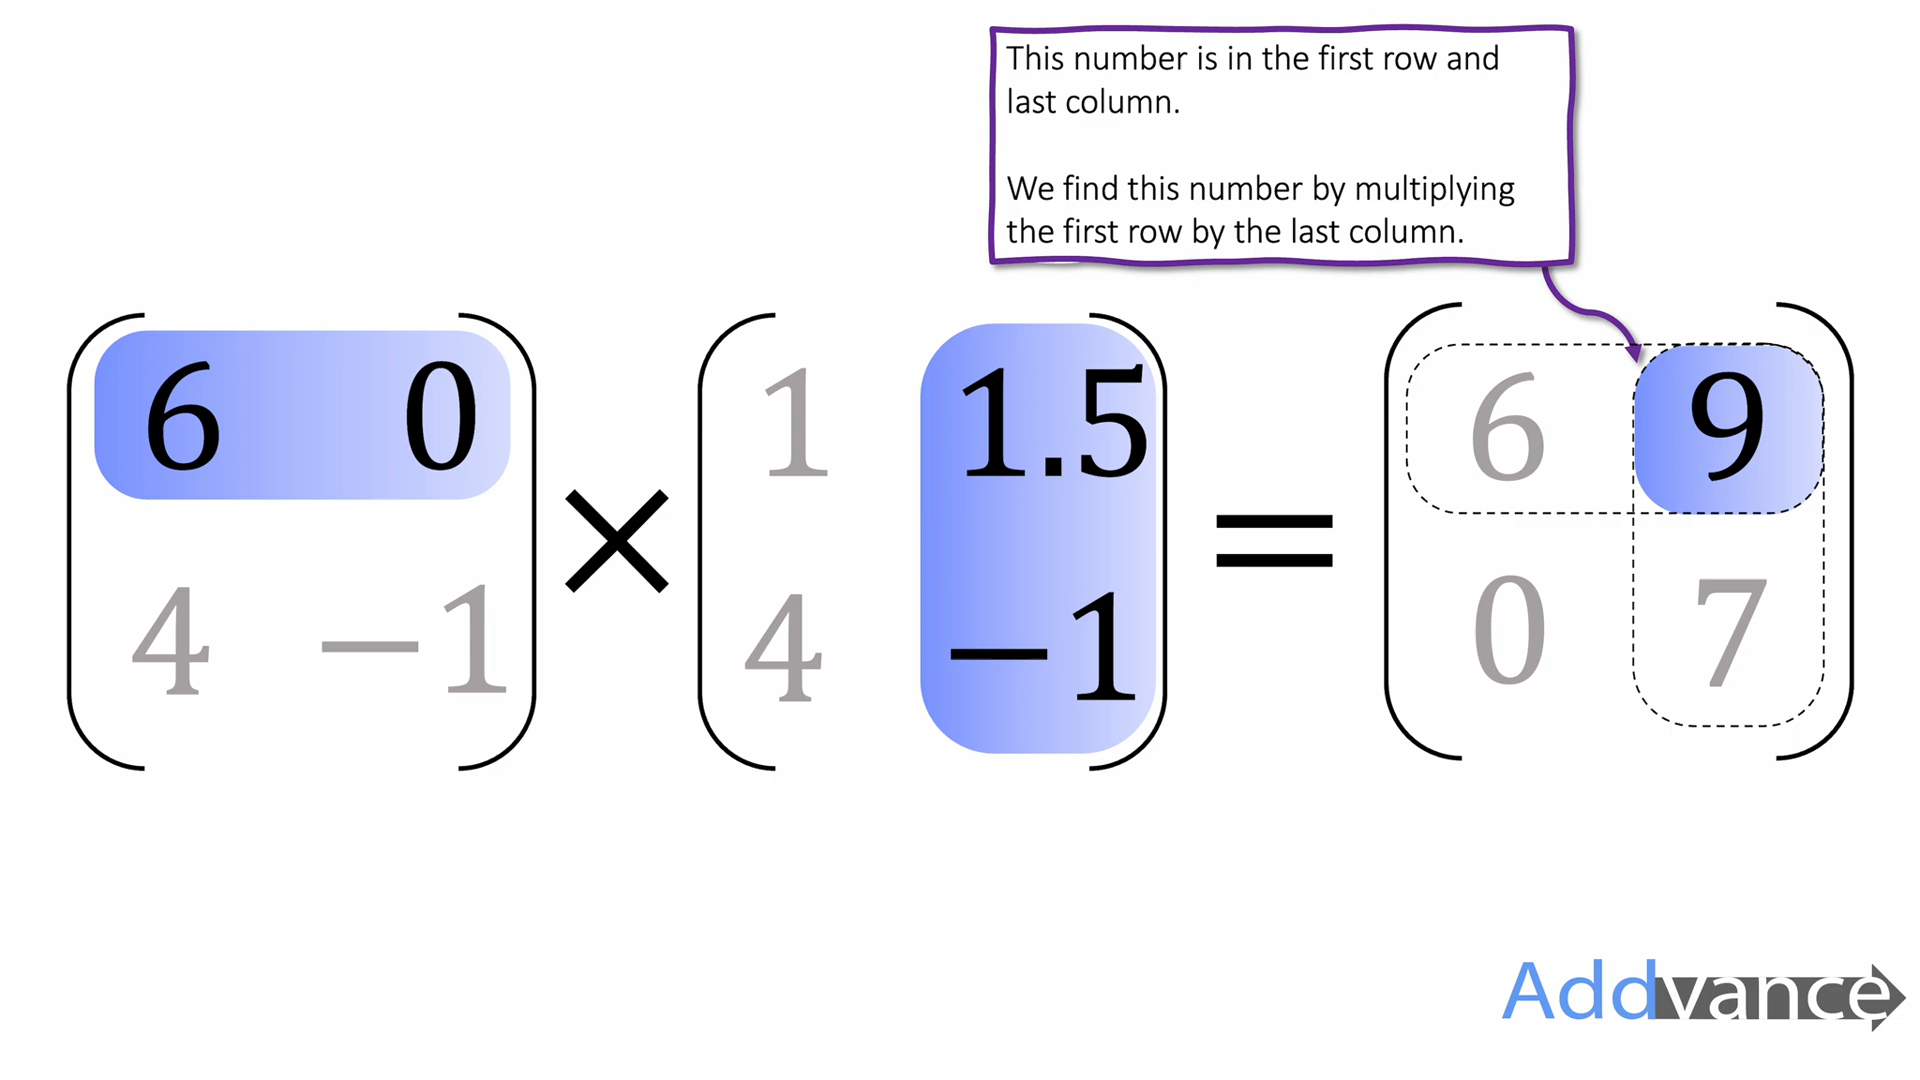 This number is in the first row and
last column.
We find this number by multiplying
the first row by the last column.
6 0 1 1.5 6 9
× =
4 −1 4 −1 0 7
Addvance